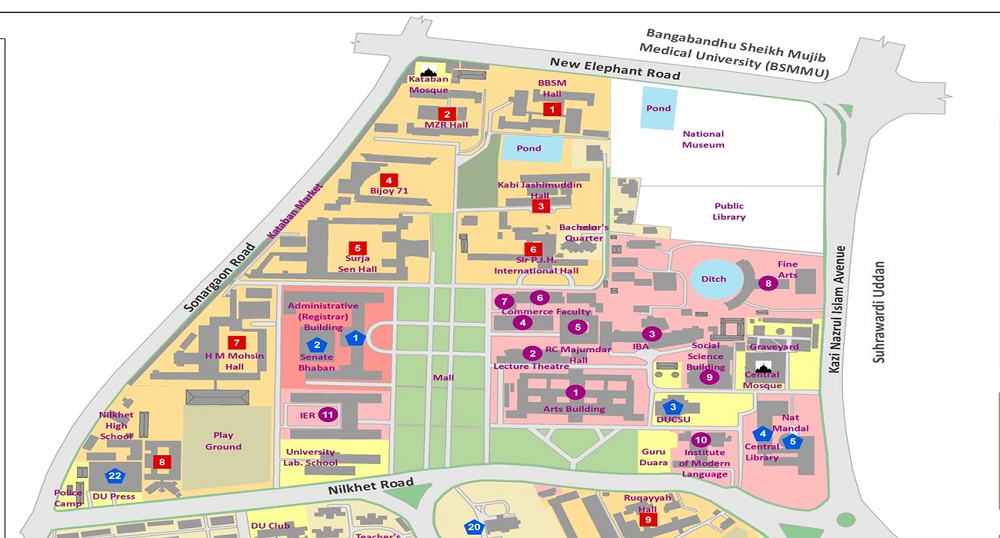 Bangabandhu Sheikh Mujib
Medical University (BSMMU)
New Elephant Road
Kataban
Mosque
BBSM
Hall
1
2
MZR Hall
Pond
National
Museum
Pond
4
Bijoy 71
Kabi Jashimuddin
Hall
3
Kataban Market
Public
Library
Bachelor's
Quarter
5
Surja
Sen Hall
6
Sir P.J.H.
International Hall
Sonargaon Road
Ditch
Fine
Arts
8
Kazi Nazrul Islam Avenue
Suhrawardi Uddan
Administrative
(Registrar)
Building
1
2
Senate
Bhaban
7
6
Commerce Faculty
4
5
3
IBA
7
H M Mohsin
Hall
2
RC Majumdar
Hall
Lecture Theatre
Social
Science
Building
9
Graveyard
Central
Mosque
Mall
1
Arts Building
3
DUCSU
IER
11
Nilkhet
High
School
Play
Ground
Nat
Mandal
4
5
Central
Library
10
Institute
of Modern
Language
Guru
Duara
University
Lab. School
8
22
DU Press
Police
Camp
Nilkhet Road
Ruqayyah
Hall
9
DU Club
20
Teacher's